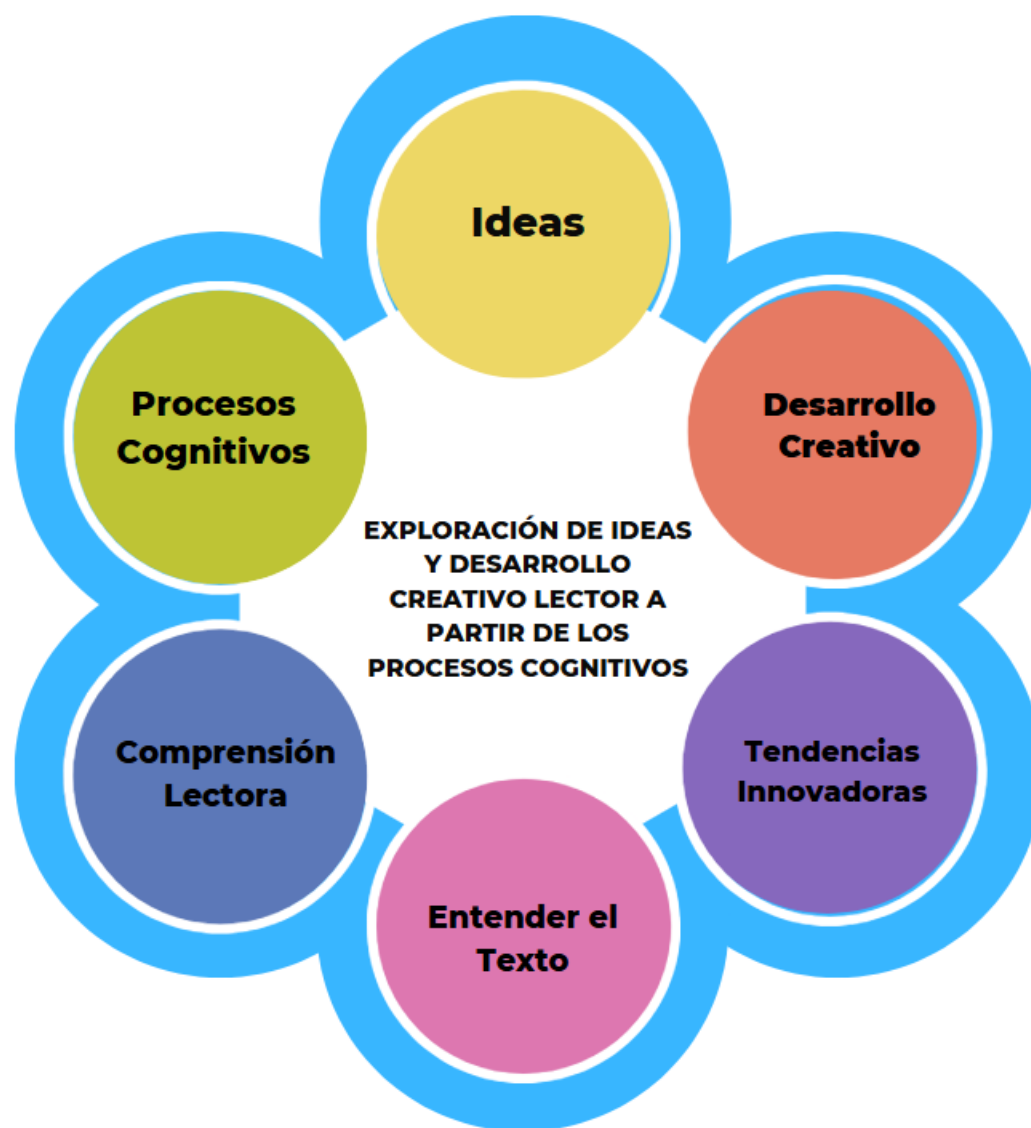 Ideas
Desarrollo
Creativo
Procesos
Cognitivos
EXPLORACIÓN DE IDEAS
Y DESARROLLO
CREATIVO LECTOR A
PARTIR DE LOS
PROCESOS COGNITIVOS
Comprensión
Lectora
Tendencias
Innovadoras
Entender el
Texto